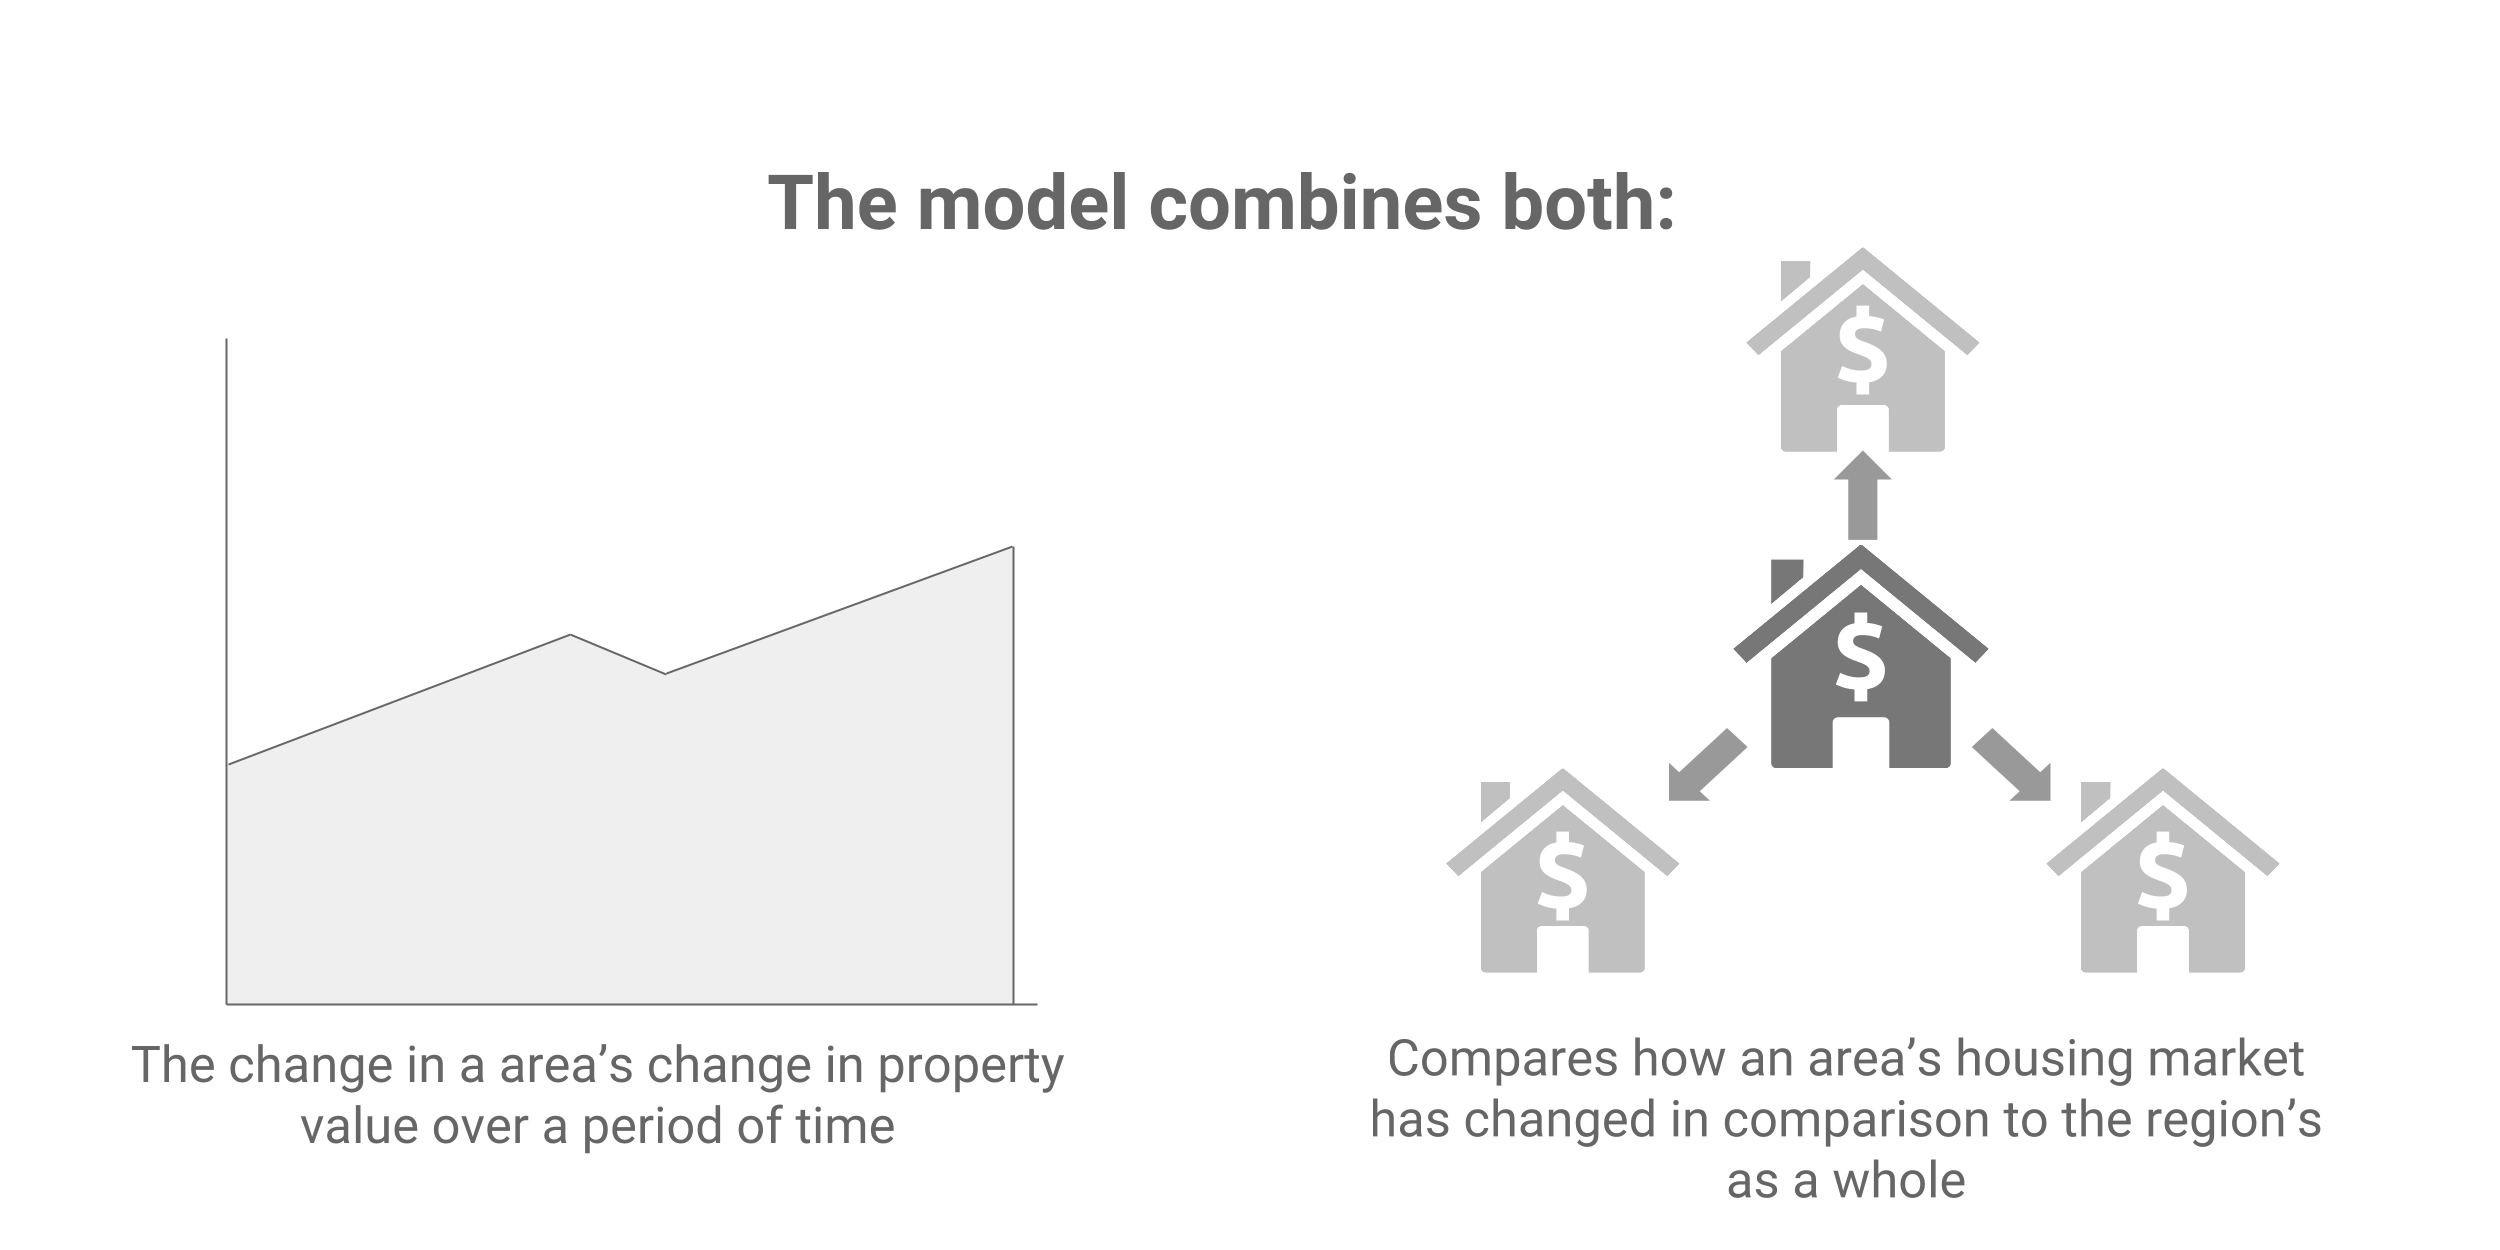 The model combines both:
$
$
$
$
The change in a area’s change in property
value over a period of time
Compares how an area’s housing market
has changed in comparison to the region’s
as a whole